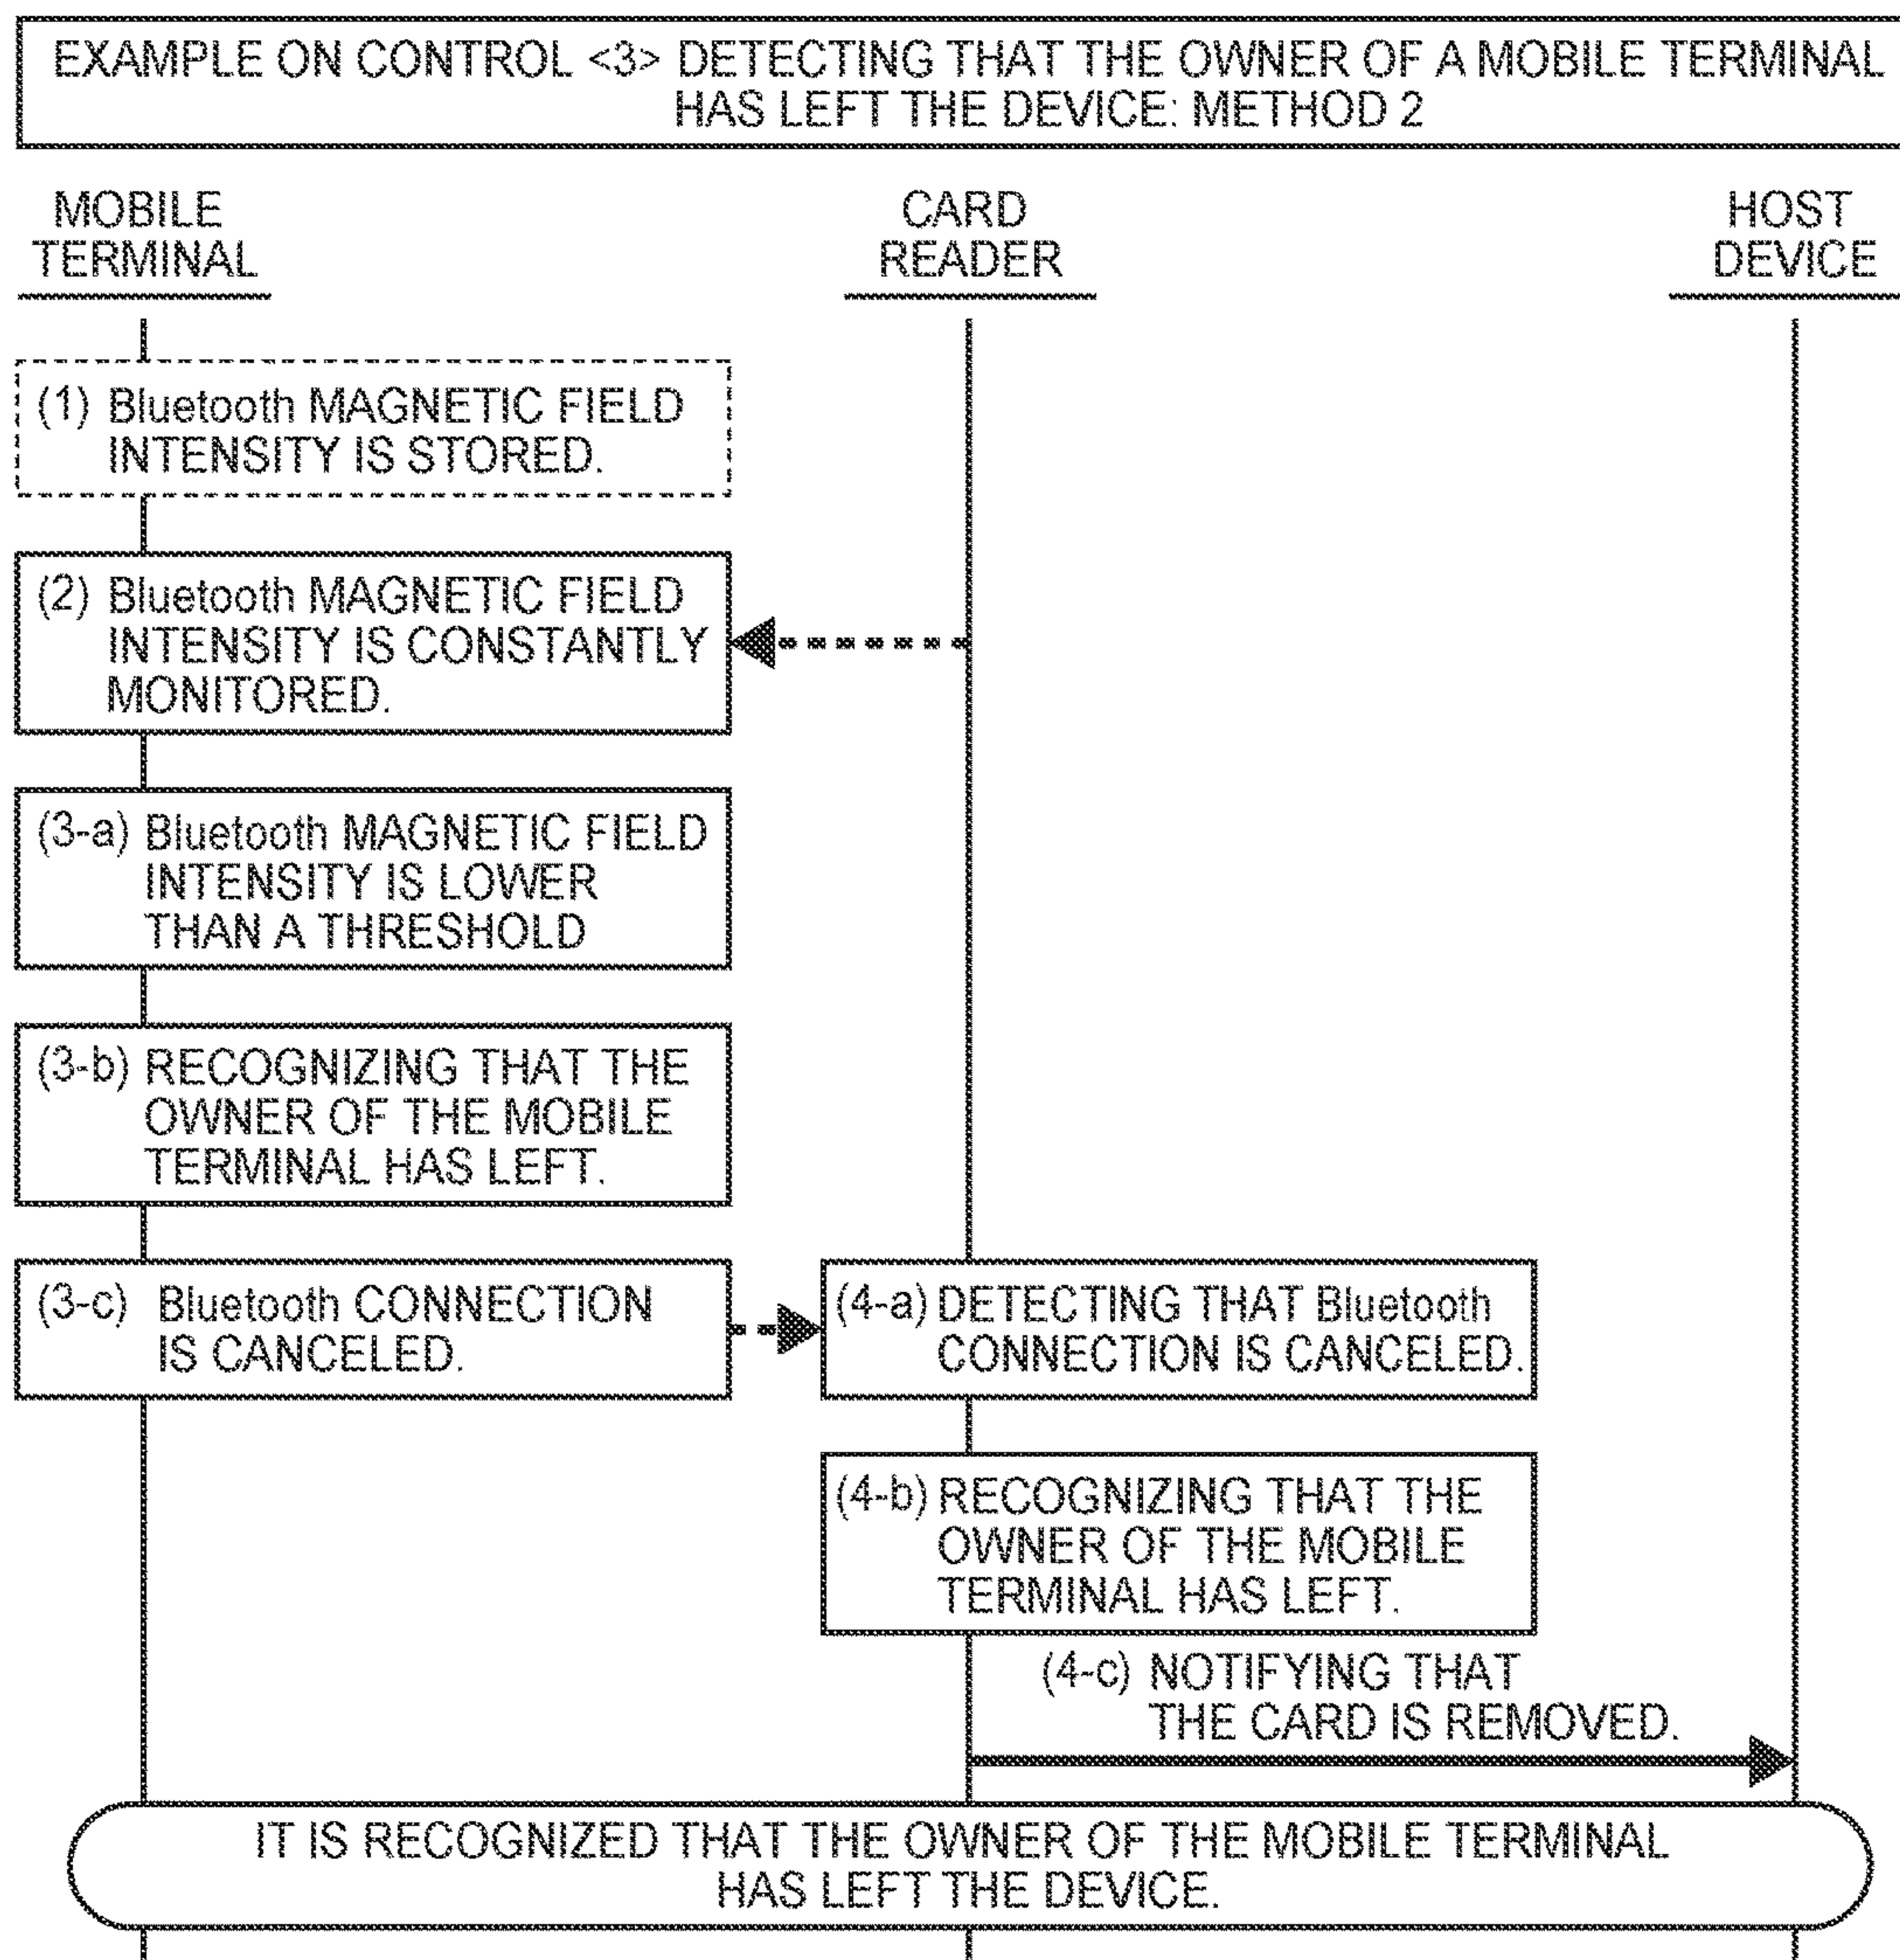 EXAMPLE ON CONTROL <3> DETECTING THAT THE OWNER OF A MOBILE TERMINAL
HAS LEFT THE DEVICE: METHOD 2
MOBILE
TERMINAL
CARD
READER
HOST
DEVICE
(1) Bluetooth MAGNETIC FIELD
INTENSITY IS STORED.
(2) Bluetooth MAGNETIC FIELD
INTENSITY IS CONSTANTLY
MONITORED.
(3-a) Bluetooth MAGNETIC FIELD
INTENSITY IS LOWER
THAN A THRESHOLD
(3-b) RECOGNIZING THAT THE
OWNER OF THE MOBILE
TERMINAL HAS LEFT.
(3-c) Bluetooth CONNECTION
IS CANCELED.
(4-a) DETECTING THAT Bluetooth
CONNECTION IS CANCELED.
(4-b) RECOGNIZING THAT THE
OWNER OF THE MOBILE
TERMINAL HAS LEFT.
(4-c) NOTIFYING THAT
THE CARD IS REMOVED.
IT IS RECOGNIZED THAT THE OWNER OF THE MOBILE TERMINAL
HAS LEFT THE DEVICE.